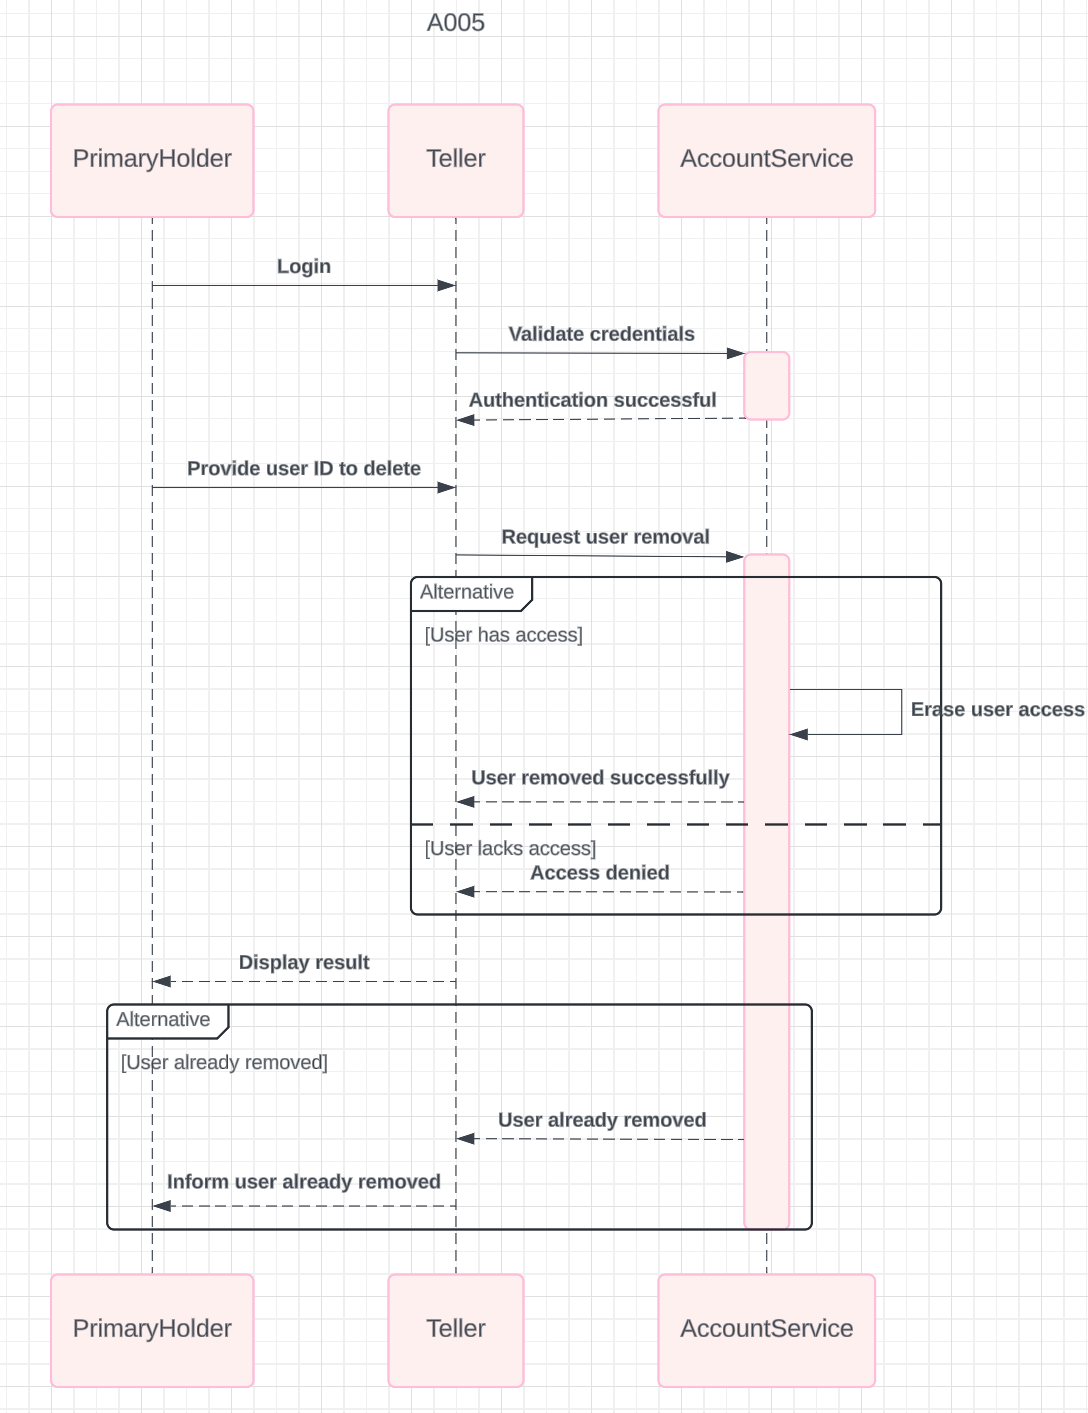 A005
PrimaryHolder
Teller
AccountService
Login
Validate credentials
Authentication successful
Provide user ID to delete
Request user removal
Alternative
[User has access]
Erase user access
User removed successfully
[User lacks access]
Access denied
Display result
Alternative
[User already removed]
User already removed
Inform user already removed
PrimaryHolder
Teller
AccountService